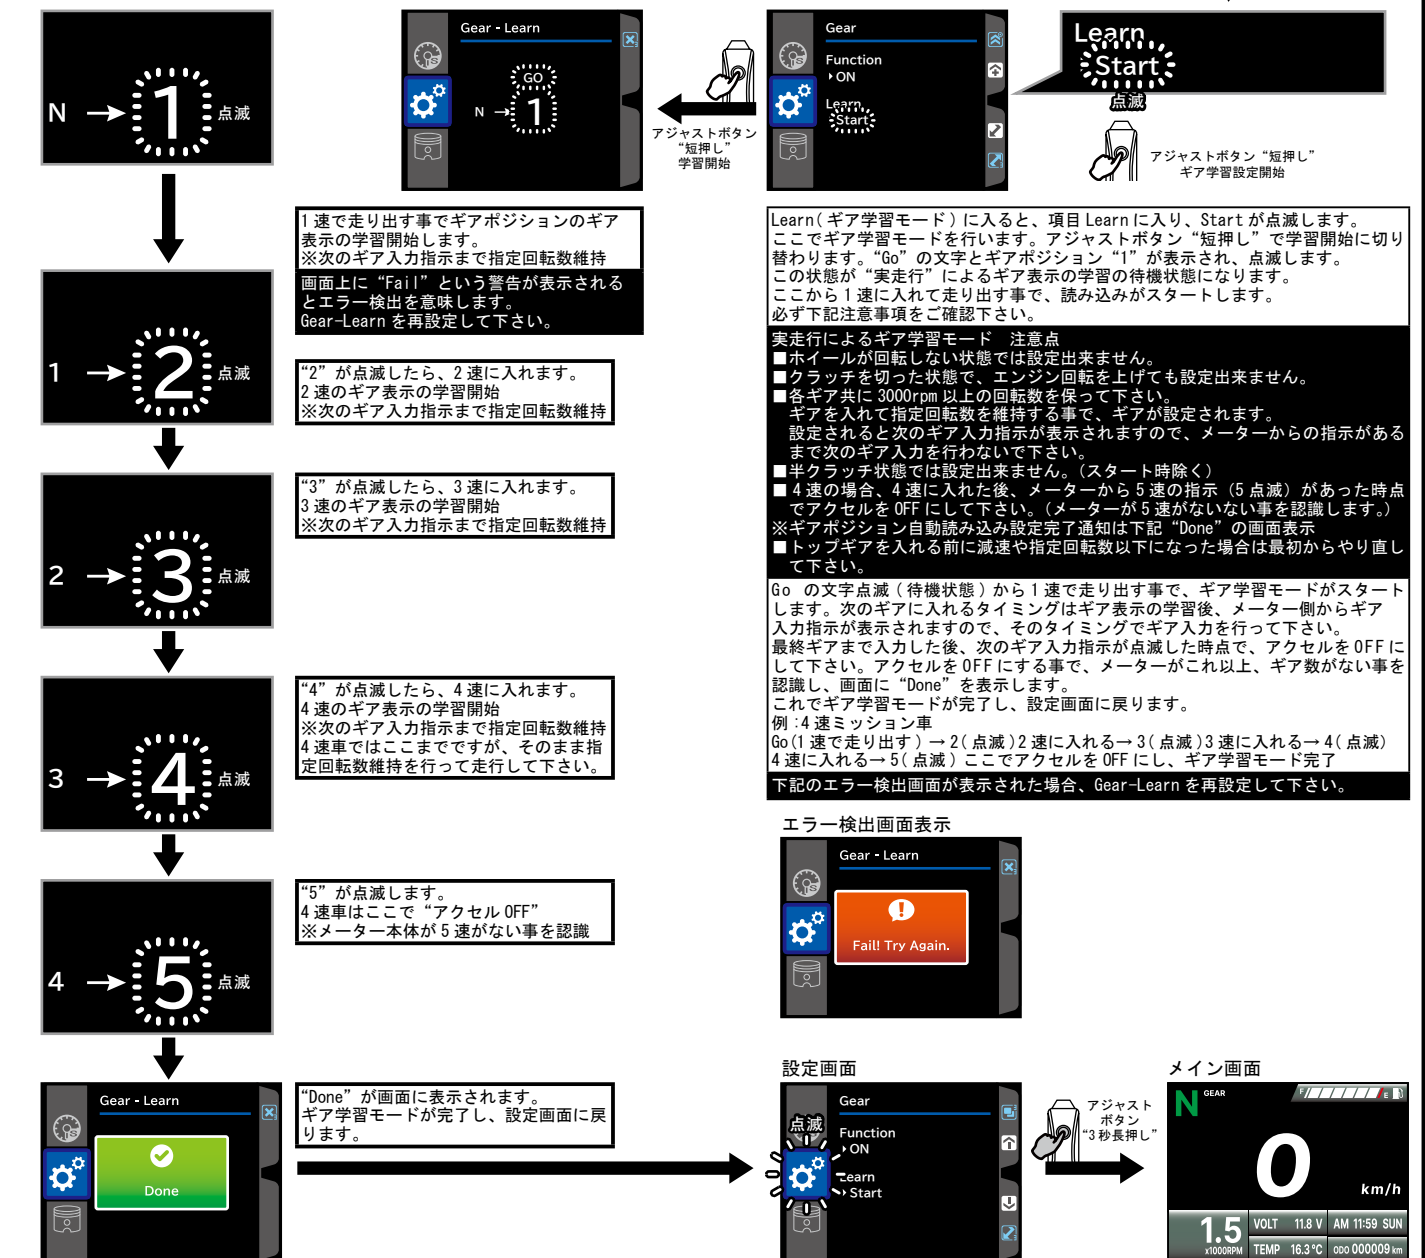 Learn
Start
点滅
アジャストボタン “短押し”
ギア学習設定開始
Gear
Function
ON
Learn
Start
アジャストボタン
“短押し”
学習開始
Gear - Learn
GO
N → 1
N → 1 点滅
1 速で走り出す事でギアポジションのギア
表示の学習開始します。
※次のギア入力指示まで指定回転数維持
画面上に “Fail” という警告が表示される
とエラー検出を意味します。
Gear-Learn を再設定して下さい。
1 → 2 点滅
“2” が点滅したら、2 速に入れます。
2 速のギア表示の学習開始
※次のギア入力指示まで指定回転数維持
2 → 3 点滅
“3” が点滅したら、3 速に入れます。
3 速のギア表示の学習開始
※次のギア入力指示まで指定回転数維持
3 → 4 点滅
“4” が点滅したら、4 速に入れます。
4 速のギア表示の学習開始
※次のギア入力指示まで指定回転数維持
4 速車ではここまでですが、そのまま指
定回転数維持を行って走行して下さい。
4 → 5 点滅
“5” が点滅します。
4 速車はここで “アクセル OFF”
※メーター本体が 5 速がない事を認識
Gear - Learn
Done
“Done” が画面に表示されます。
ギア学習モードが完了し、設定画面に戻
ります。
Learn( ギア学習モード ) に入ると、項目 Learn に入り、Start が点滅します。
ここでギア学習モードを行います。アジャストボタン “短押し” で学習開始に切り
替わります。“Go” の文字とギアポジション “1” が表示され、点滅します。
この状態が “実走行” によるギア表示の学習の待機状態になります。
ここから 1 速に入れて走り出す事で、読み込みがスタートします。
必ず下記注意事項をご確認下さい。
実走行によるギア学習モード　注意点
■ホイールが回転しない状態では設定出来ません。
■クラッチを切った状態で、エンジン回転を上げても設定出来ません。
■各ギア共に 3000rpm 以上の回転数を保って下さい。
ギアを入れて指定回転数を維持する事で、ギアが設定されます。
設定されると次のギア入力指示が表示されますので、メーターからの指示がある
まで次のギア入力を行わないで下さい。
■半クラッチ状態では設定出来ません。(スタート時除く)
■ 4 速の場合、4 速に入れた後、メーターから 5 速の指示 (5 点滅) があった時点
でアクセルを OFF にして下さい。(メーターが 5 速がないない事を認識します。)
※ギアポジション自動読み込み設定完了通知は下記 “Done” の画面表示
■トップギアを入れる前に減速や指定回転数以下になった場合は最初からやり直し
て下さい。
Go の文字点滅 ( 待機状態 ) から 1 速で走り出す事で、ギア学習モードがスタート
します。次のギアに入れるタイミングはギア表示の学習後、メーター側からギア
入力指示が表示されますので、そのタイミングでギア入力を行って下さい。
最終ギアまで入力した後、次のギア入力指示が点滅した時点で、アクセルを OFF に
して下さい。アクセルを OFF にする事で、メーターがこれ以上、ギア数がない事を
認識し、画面に “Done” を表示します。
これでギア学習モードが完了し、設定画面に戻ります。
例 :4 速ミッション車
Go(1 速で走り出す ) → 2( 点滅 )2 速に入れる→ 3( 点滅 )3 速に入れる→ 4( 点滅)
4 速に入れる→ 5( 点滅) ここでアクセルを OFF にし、ギア学習モード完了
下記のエラー検出画面が表示された場合、Gear-Learn を再設定して下さい。
エラー検出画面表示
Gear - Learn
Fail! Try Again.
設定画面
Gear
点滅
Function
ON
Learn
Start
アジャスト
ボタン
“3 秒長押し”
メイン画面
N GEAR
F E
0
km/h
1.5
x1000RPM
VOLT 11.8 V AM 11:59 SUN
TEMP 16.3 °C ODO 000009 km